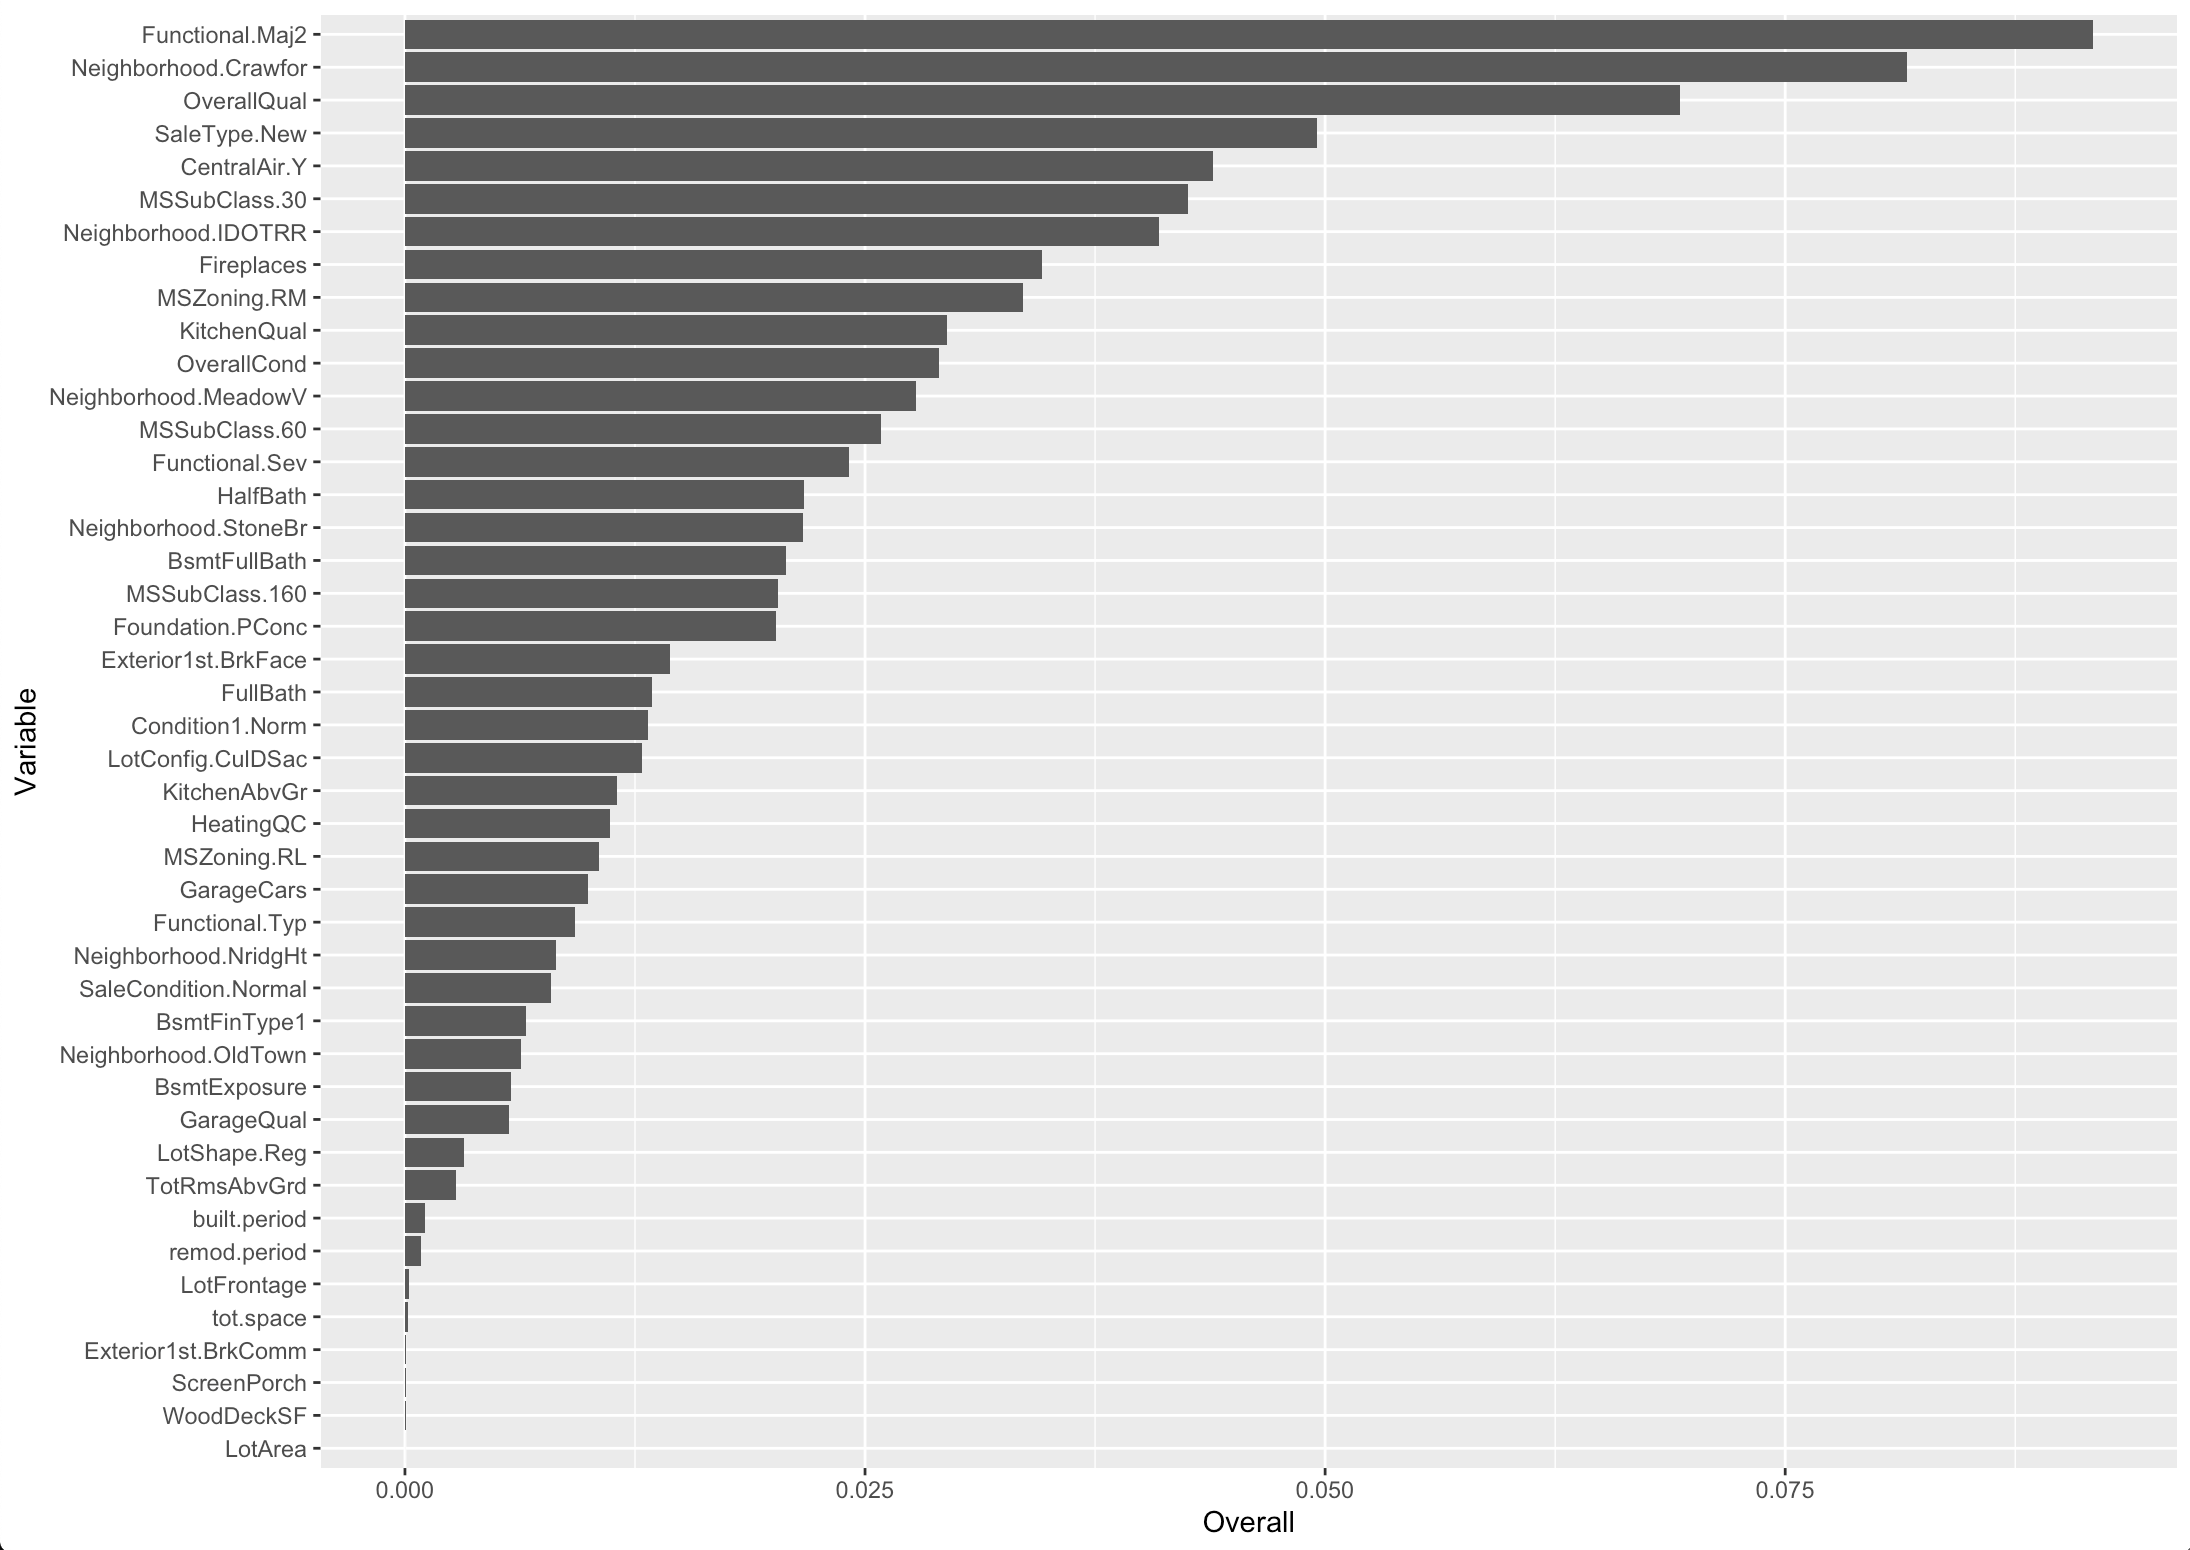 Functional.Maj2
Neighborhood.Crawfor
OverallQual
SaleType.New
CentralAir.Y
MSSubClass.30
Neighborhood.IDOTRR
Fireplaces
MSZoning.RM
KitchenQual
OverallCond
Neighborhood.MeadowV
MSSubClass.60
Functional.Sev
HalfBath
Neighborhood.StoneBr
BsmtFullBath
MSSubClass.160
Foundation.PConc
Exterior1st.BrkFace
FullBath
Condition1.Norm
LotConfig.CulDSac
KitchenAbvGr
HeatingQC
MSZoning.RL
GarageCars
Functional.Typ
Neighborhood.NridgHt
SaleCondition.Normal
BsmtFinType1
Neighborhood.OldTown
BsmtExposure
GarageQual
LotShape.Reg
TotRmsAbvGrd
built.period
remod.period
LotFrontage
tot.space
Exterior1st.BrkComm
ScreenPorch
WoodDeckSF
LotArea
Variable
0.000 0.025 0.050 0.075
Overall